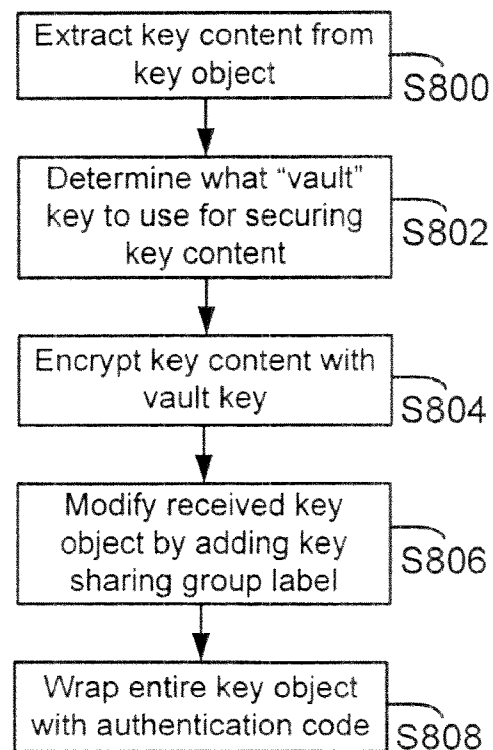 Extract key content from
key object
S800
Determine what “vault”
key to use for securing
key content
S802
Encrypt key content with
vault key
S804
Modify received key
object by adding key
sharing group label
S806
Wrap entire key object
with authentication code
S808